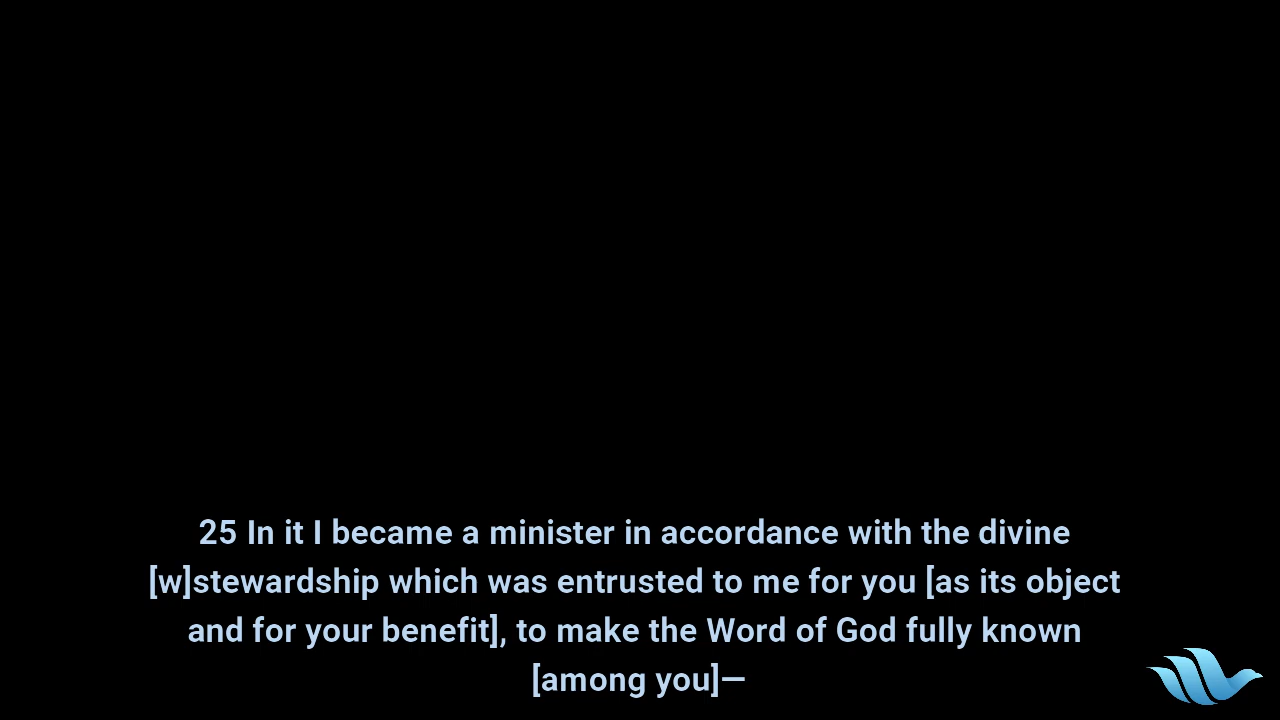 25 In it I became a minister in accordance with the divine
[w]stewardship which was entrusted to me for you [as its object
and for your benefit], to make the Word of God fully known
[among you]—